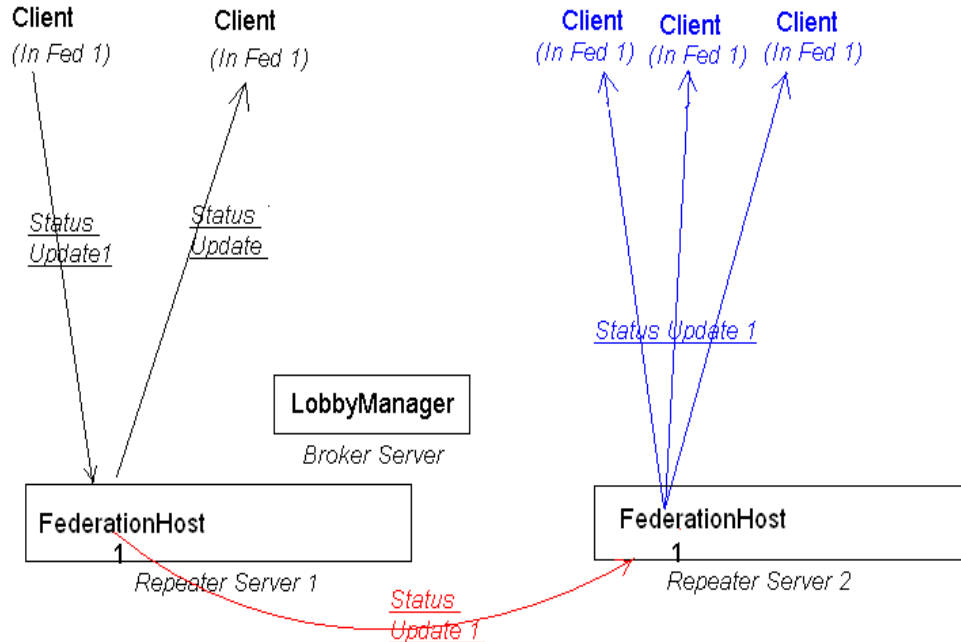 Client
(In Fed 1)
Client
(In Fed 1)
Client
(In Fed 1)
Client
(In Fed 1)
Client
(In Fed 1)
Status
Update1
Status
Update
Status Update 1
LobbyManager
Broker Server
FederationHost
1
Repeater Server 1
FederationHost
1
Repeater Server 2
Status
Update 1